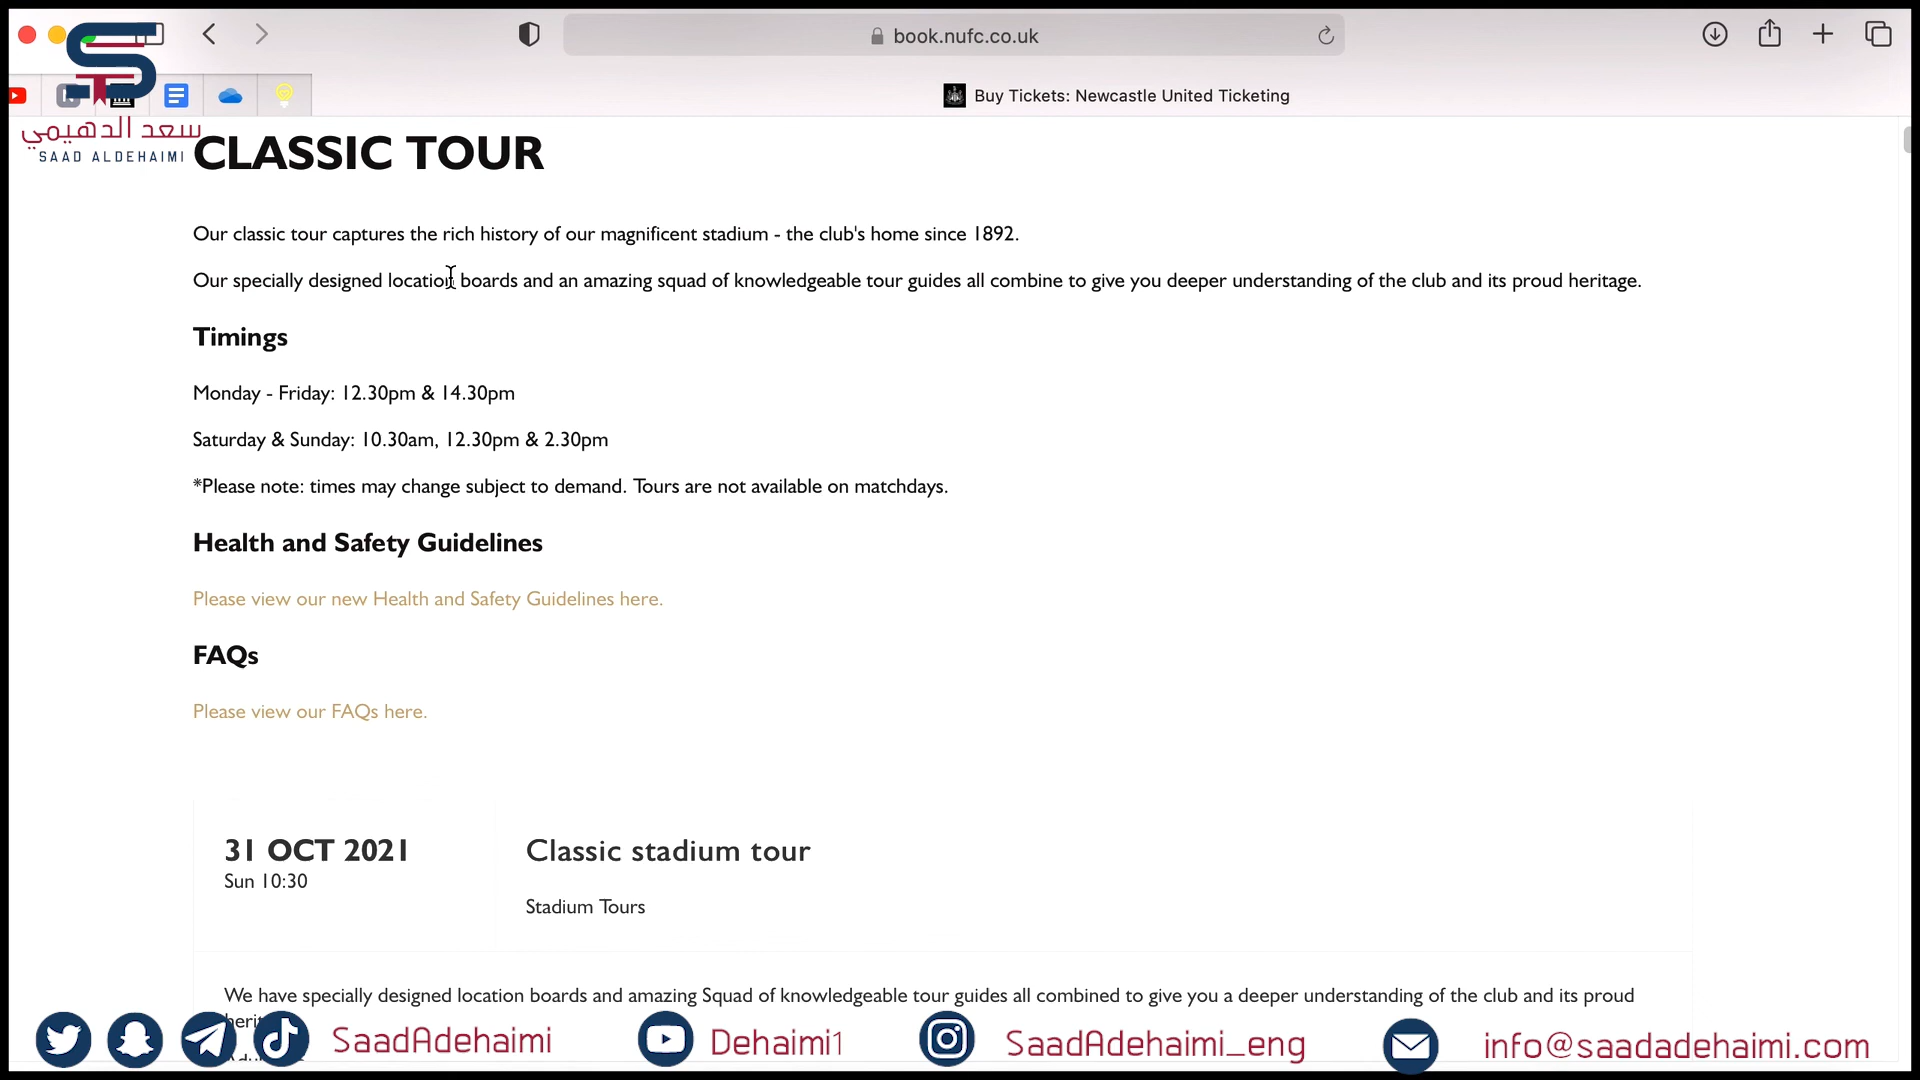 book.nufc.co.uk
Buy Tickets: Newcastle United Ticketing
سعد الدهيمي
SAAD ALDEHAIMI
CLASSIC TOUR
Our classic tour captures the rich history of our magnificent stadium - the club's home since 1892.
Our specially designed location boards and an amazing squad of knowledgeable tour guides all combine to give you deeper understanding of the club and its proud heritage.
Timings
Monday - Friday: 12.30pm & 14.30pm
Saturday & Sunday: 10.30am, 12.30pm & 2.30pm
*Please note: times may change subject to demand. Tours are not available on matchdays.
Health and Safety Guidelines
Please view our new Health and Safety Guidelines here.
FAQs
Please view our FAQs here.
31 OCT 2021
Sun 10:30
Classic stadium tour
Stadium Tours
We have specially designed location boards and amazing Squad of knowledgeable tour guides all combined to give you a deeper understanding of the club and its proud
SaadAdehaimi
Dehaimi1
SaadAdehaimi_eng
info@saadadehaimi.com